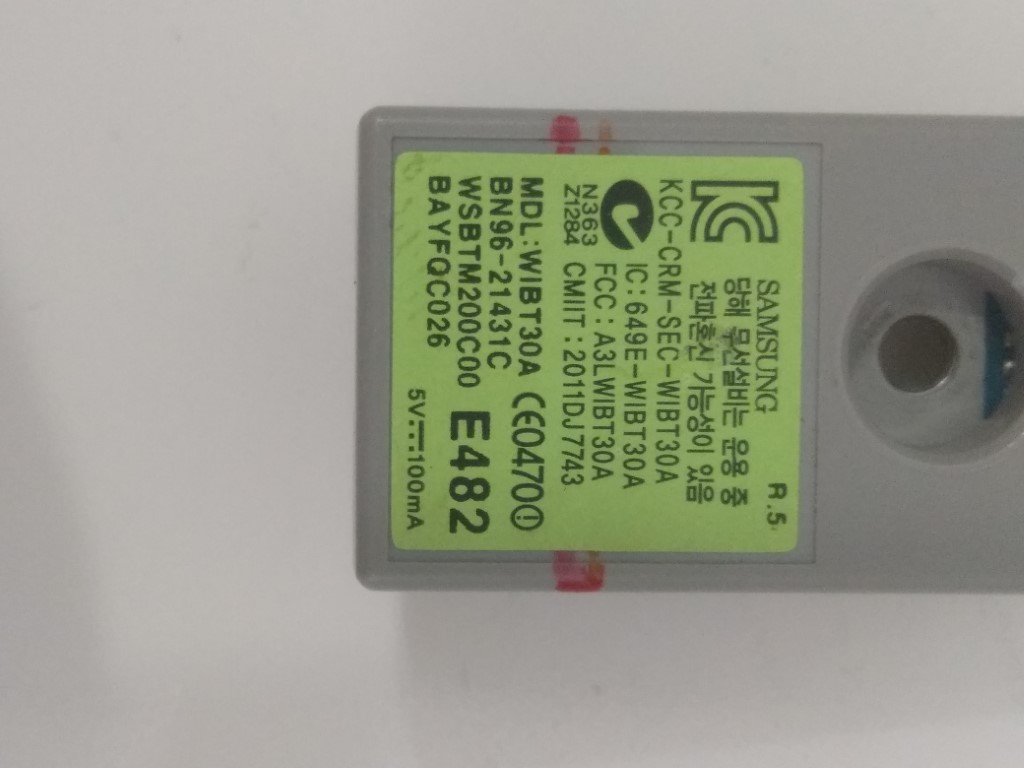 R.5
SAMSUNG
당해 무선설비는 운용 중
전파혼신 가능성이 있음
KCC-CRM-SEC-WIBT30A
IC: 649E-WIBT30A
FCC: A3LWIBT30A
N363
Z1284 CMIIT: 2011DJ7743
MDL:WIBT30A CE0470
BN96-21431C
WSBTM200C00 E482
BAYFQC026
5V 100mA